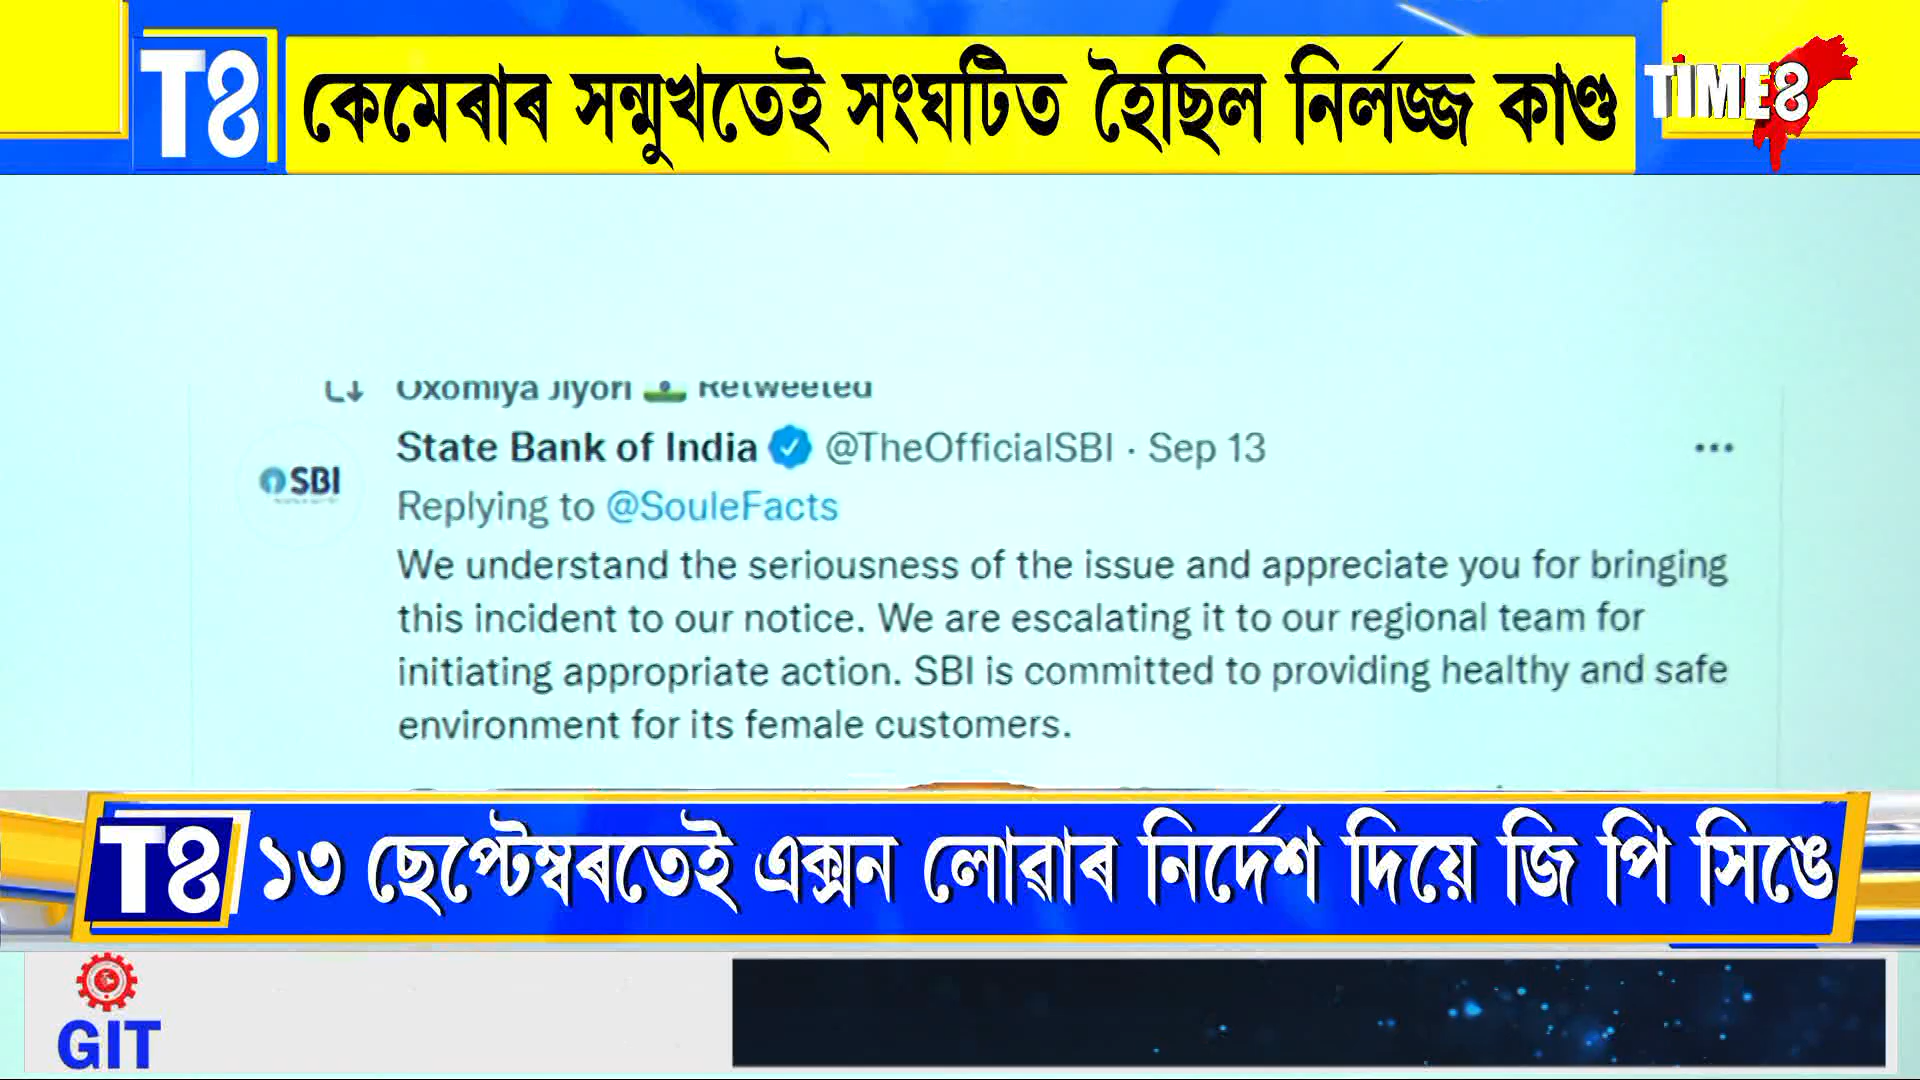 T8
কেমেৰাৰ সন্মুখতেই সংঘটিত হৈছিল নিৰ্লজ্জ কাণ্ড
TIME8
Oxomiya Jiyori Retweeted
State Bank of India @TheOfficialSBI · Sep 13
SBI
Replying to @SouleFacts
We understand the seriousness of the issue and appreciate you for bringing
this incident to our notice. We are escalating it to our regional team for
initiating appropriate action. SBI is committed to providing healthy and safe
environment for its female customers.
T8
১৩ ছেপ্টেম্বৰতেই এক্সন লোৱাৰ নিৰ্দেশ দিয়ে জি পি সিঙে
GIT